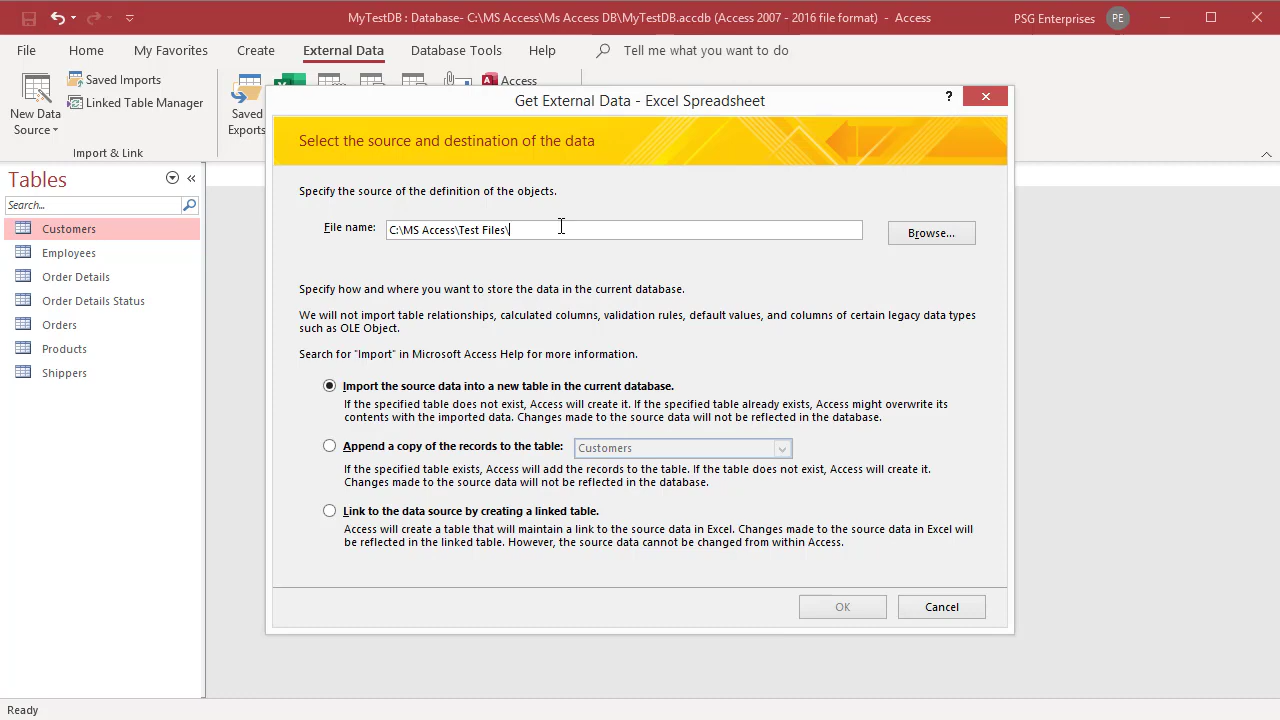 MyTestDB : Database- C:\MS Access\Ms Access DB\MyTestDB.accdb (Access 2007 - 2016 file format) - Access
PSG Enterprises
PE
File
Home
My Favorites
Create
External Data
Database Tools
Help
Tell me what you want to do
New Data
Source
Saved Imports
Linked Table Manager
Import & Link
Saved
Exports
Access
Get External Data - Excel Spreadsheet
?
Select the source and destination of the data
Specify the source of the definition of the objects.
File name:
C:\MS Access\Test Files\
Browse...
Specify how and where you want to store the data in the current database.
We will not import table relationships, calculated columns, validation rules, default values, and columns of certain legacy data types
such as OLE Object.
Search for "Import" in Microsoft Access Help for more information.
Import the source data into a new table in the current database.
If the specified table does not exist, Access will create it. If the specified table already exists, Access might overwrite its
contents with the imported data. Changes made to the source data will not be reflected in the database.
Append a copy of the records to the table:
Customers
If the specified table exists, Access will add the records to the table. If the table does not exist, Access will create it.
Changes made to the source data will not be reflected in the database.
Link to the data source by creating a linked table.
Access will create a table that will maintain a link to the source data in Excel. Changes made to the source data in Excel will
be reflected in the linked table. However, the source data cannot be changed from within Access.
OK
Cancel
Tables
Search...
Customers
Employees
Order Details
Order Details Status
Orders
Products
Shippers
Ready